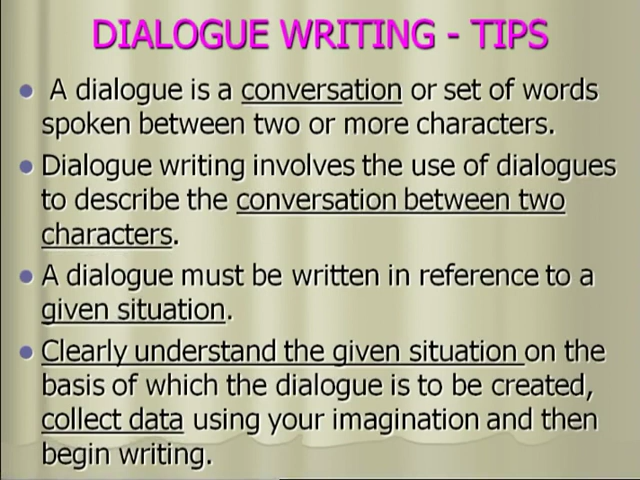 DIALOGUE WRITING - TIPS
A dialogue is a conversation or set of words
spoken between two or more characters.
Dialogue writing involves the use of dialogues
to describe the conversation between two
characters.
A dialogue must be written in reference to a
given situation.
Clearly understand the given situation on the
basis of which the dialogue is to be created,
collect data using your imagination and then
begin writing.